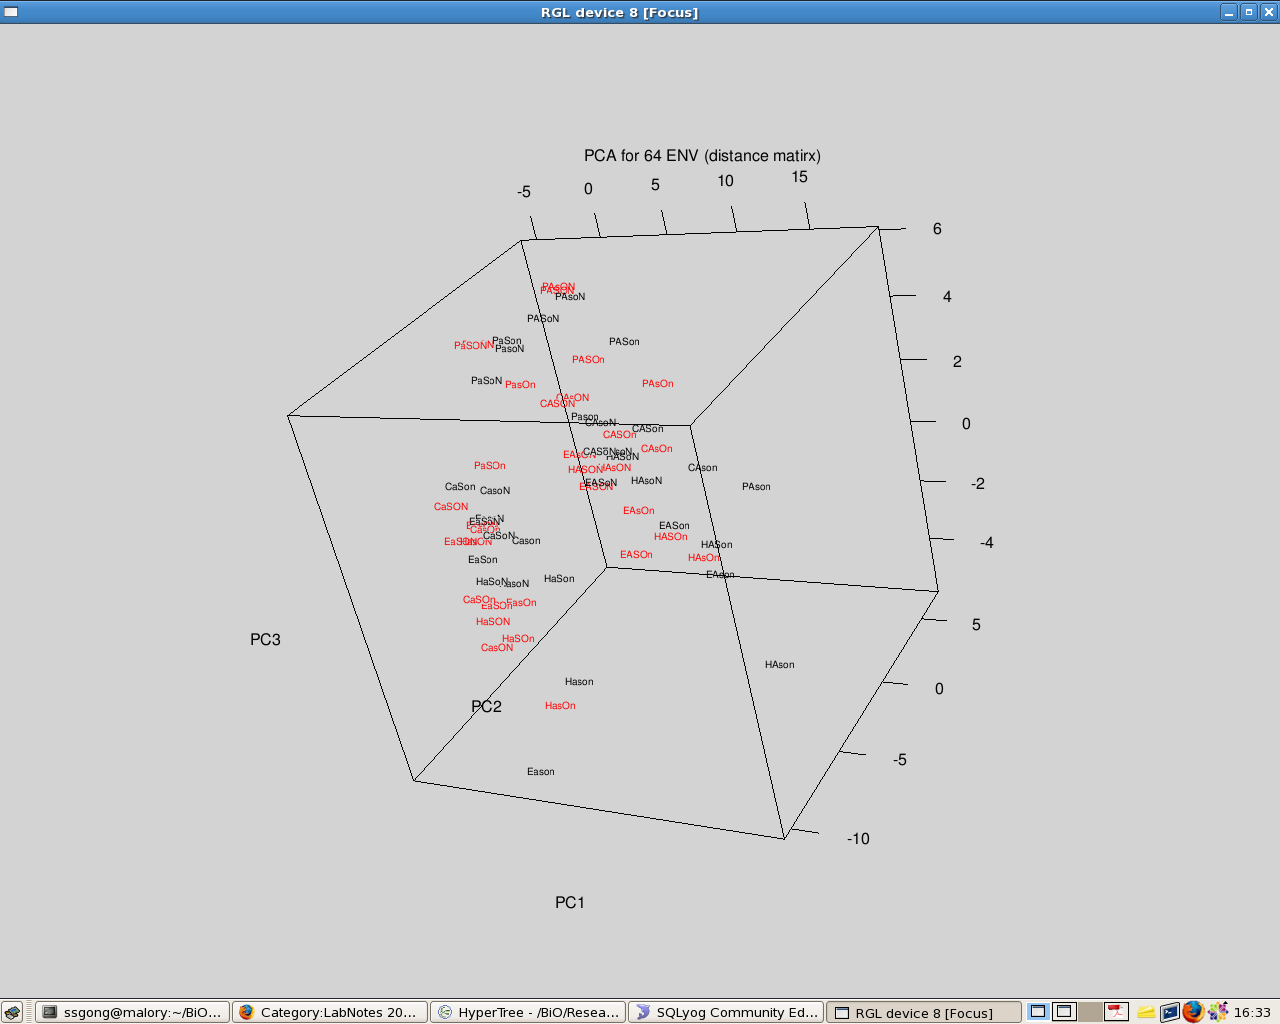 RGL device 8 [Focus]
PCA for 64 ENV (distance matirx)
-5 0 5 10 15
6
4
2
0
-2
-4
5
0
-5
-10
PAsON
PASON
PAsoN
PASoN
PaSon
PaSON
PasoN
PASon
PASOn
PaSoN
PasOn
PAsOn
CAsON
CASON
Pason
CAsoN
CASon
CASOn
CAsOn
CASoN
HASoN
PaSOn
HASON
HAsON
CAson
CaSon
CasoN
EASoN
EASON
HAsoN
PAson
CaSON
EAsOn
EaSoN
CasOn
EASon
CaSoN
Cason
HASOn
HASon
EaSON
EASOn
HAsOn
EaSon
EAson
HaSoN
HaSon
CaSOn
EaSOn
EasOn
HaSON
HaSOn
CasON
HAson
Hason
HasOn
Eason
PC3
PC2
PC1
ssgong@malory:~/BiO...
Category:LabNotes 20...
HyperTree - /BiO/Resea...
SQLyog Community Ed...
RGL device 8 [Focus]
16:33